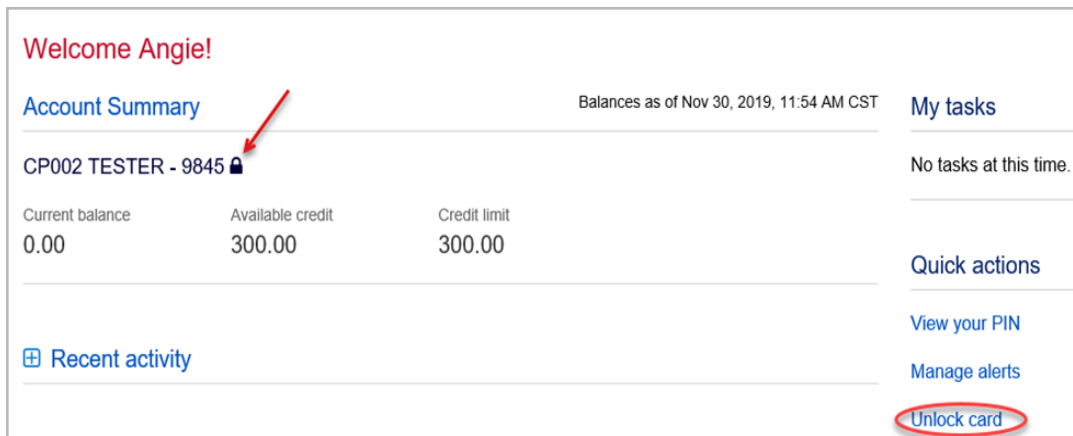 Welcome Angie!
Account Summary
Balances as of Nov 30, 2019, 11:54 AM CST
CP002 TESTER - 9845
Current balance
Available credit
Credit limit
0.00
300.00
300.00
Recent activity
My tasks
No tasks at this time.
Quick actions
View your PIN
Manage alerts
Unlock card